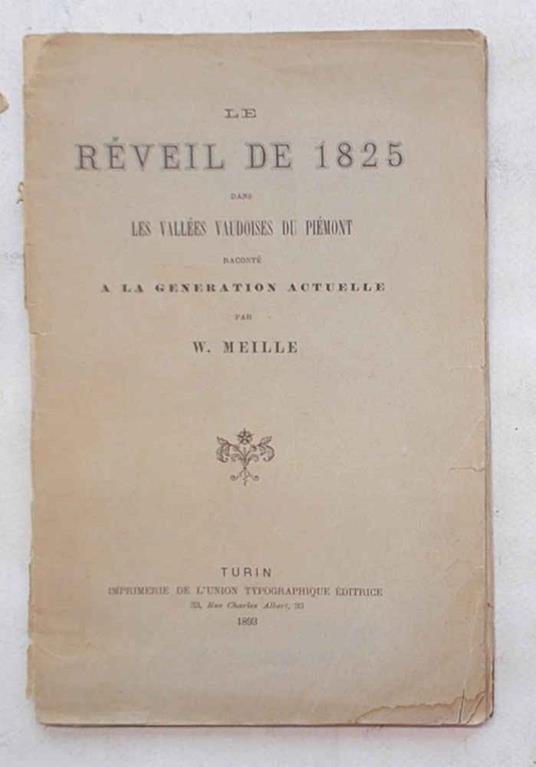 LE
RÉVEIL DE 1825
DANS
LES VALLÉES VAUDOISES DU PIÉMONT
RACONTÉ
A LA GENERATION ACTUELLE
PAR
W. MEILLE
TURIN
IMPRIMERIE DE L'UNION TYPOGRAPHIQUE ÉDITRICE
33, Rue Charles Albert, 33
1893